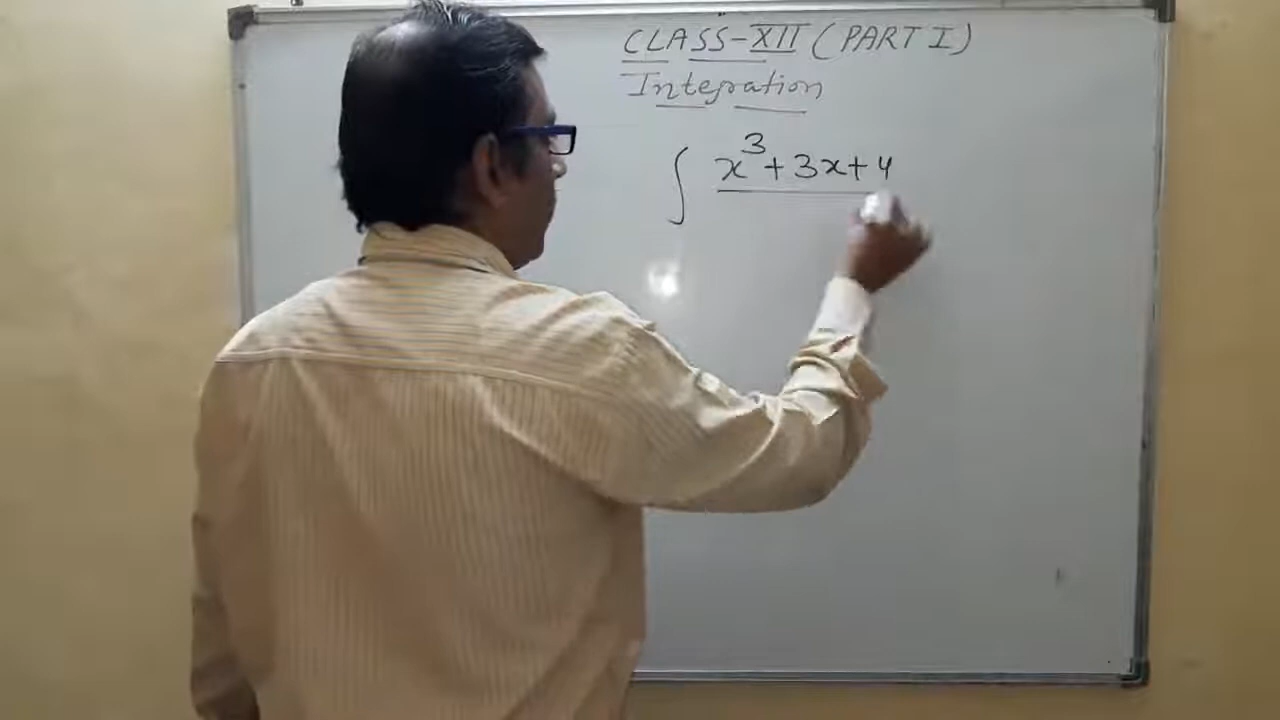 CLASS-XII (PART I)
Integration
∫ x³+3x+4